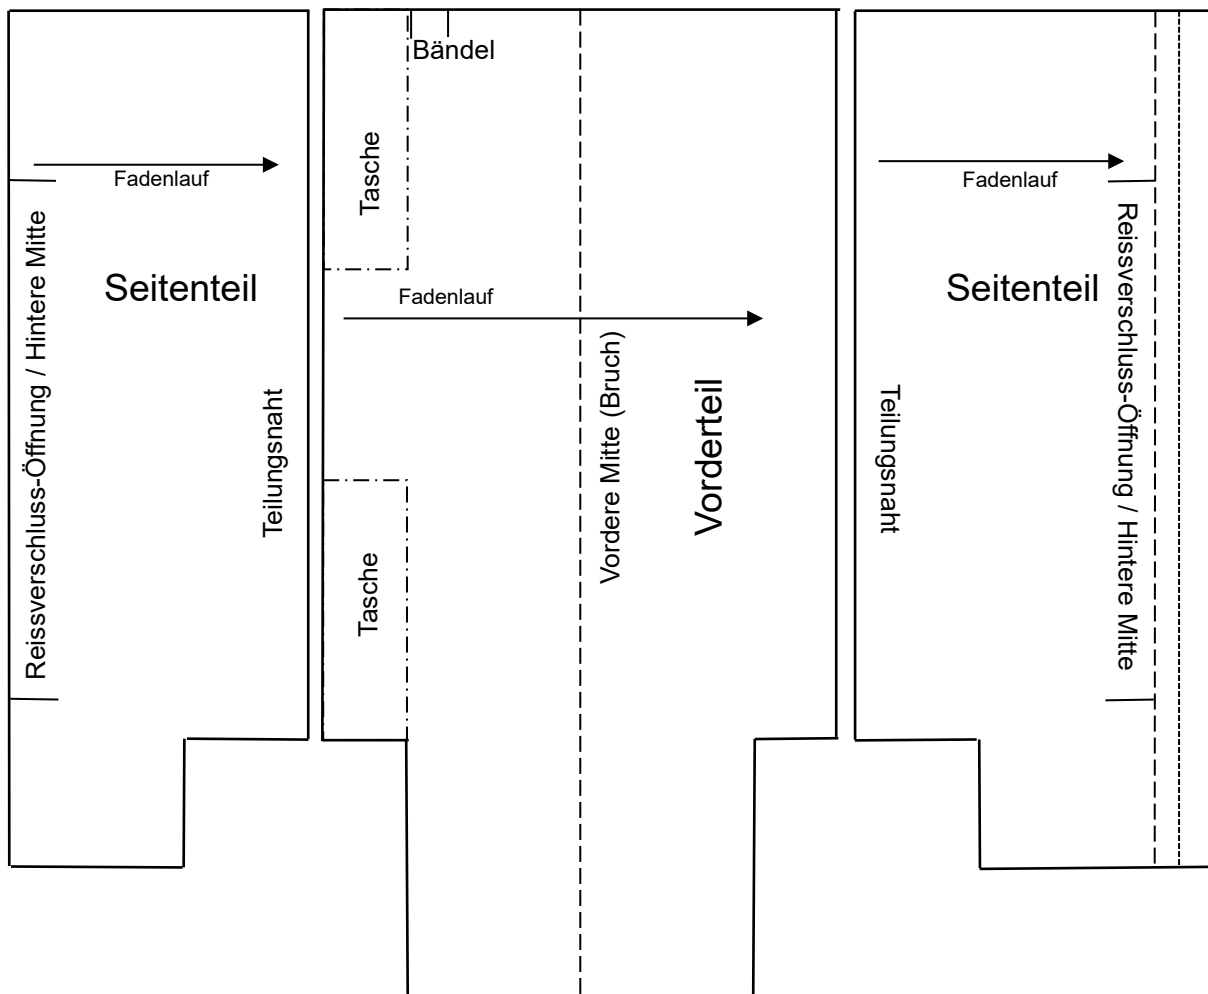 Bändel
Tasche
Fadenlauf
Fadenlauf
Reissverschluss-Öffnung / Hintere Mitte
Seitenteil
Teilungsnaht
Fadenlauf
Vordere Mitte (Bruch)
Vorderteil
Tasche
Seitenteil
Teilungsnaht
Reissverschluss-Öffnung / Hintere Mitte